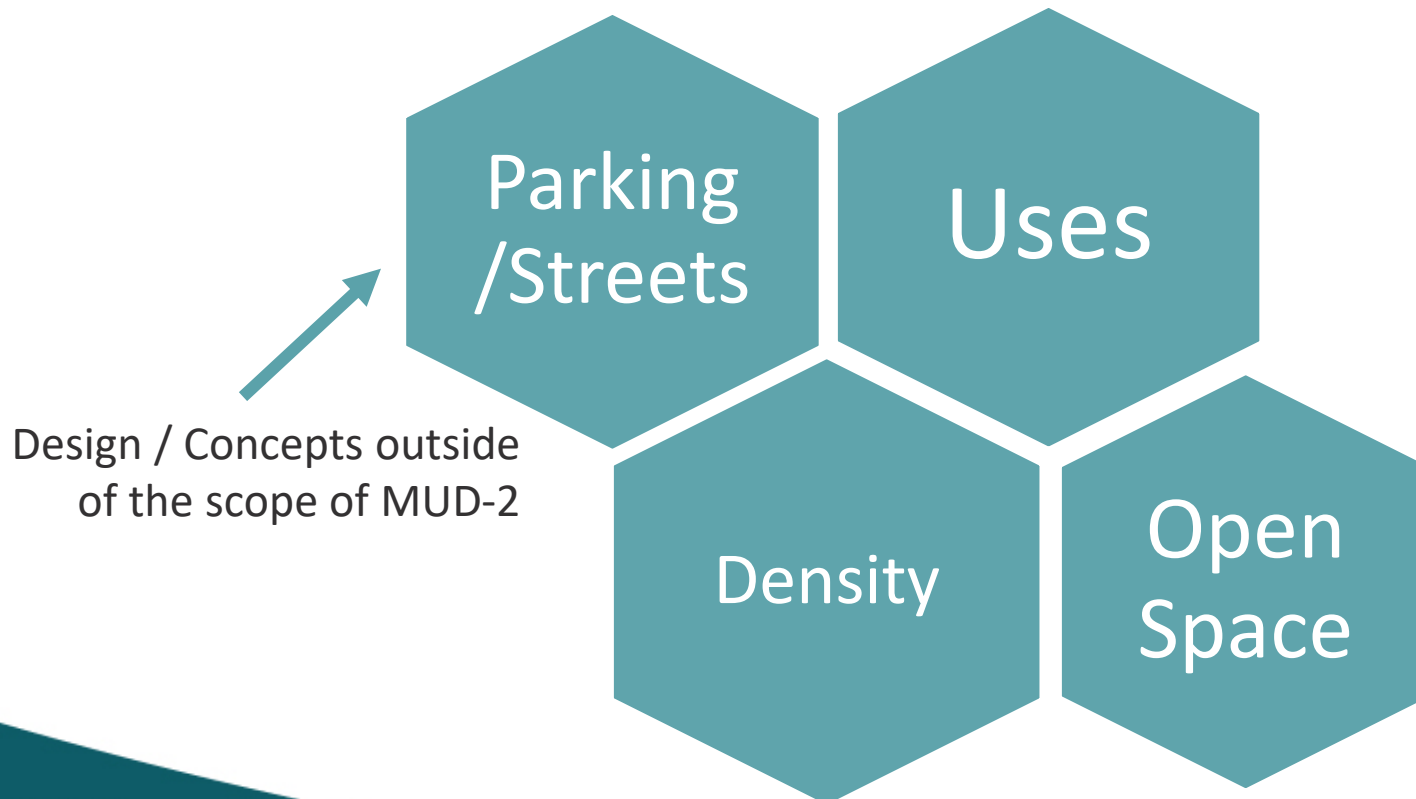 Parking
/Streets
Uses
Design / Concepts outside
of the scope of MUD-2
Density
Open
Space